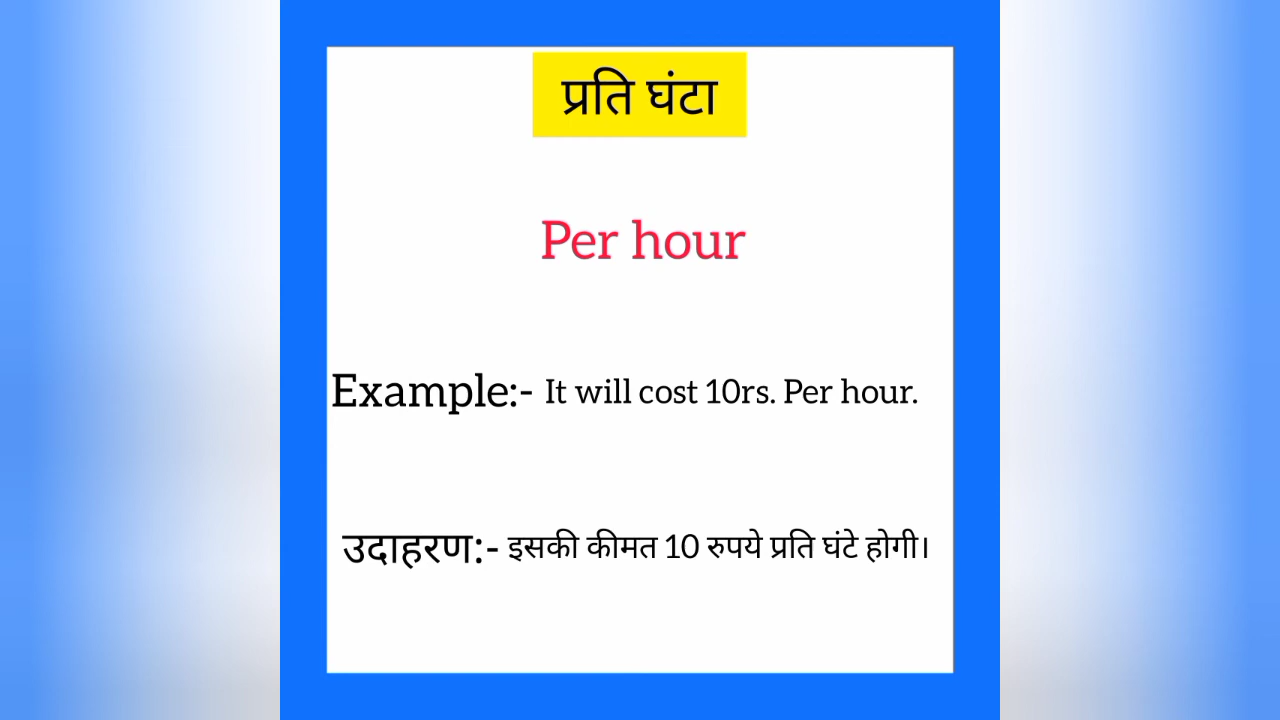 प्रति घंटा
Per hour
Example:- It will cost 10rs. Per hour.
उदाहरण:- इसकी कीमत 10 रुपये प्रति घंटे होगी।